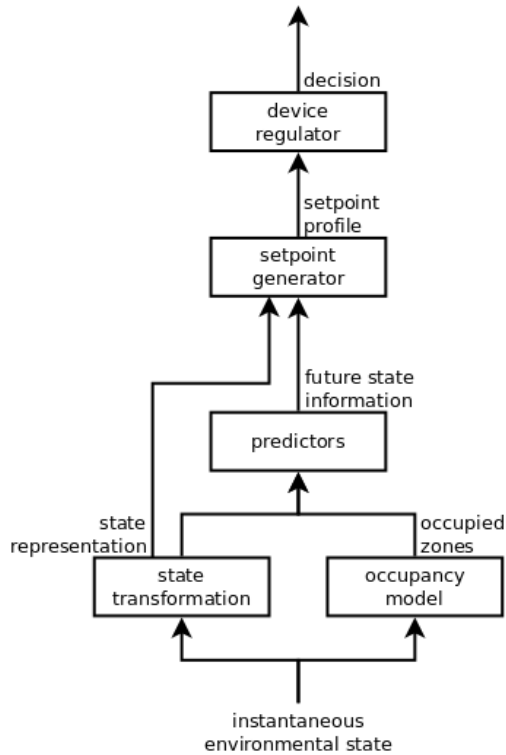 decision
device
regulator
setpoint
profile
setpoint
generator
future state
information
predictors
state
representation
occupied
zones
state
transformation
occupancy
model
instantaneous
environmental state